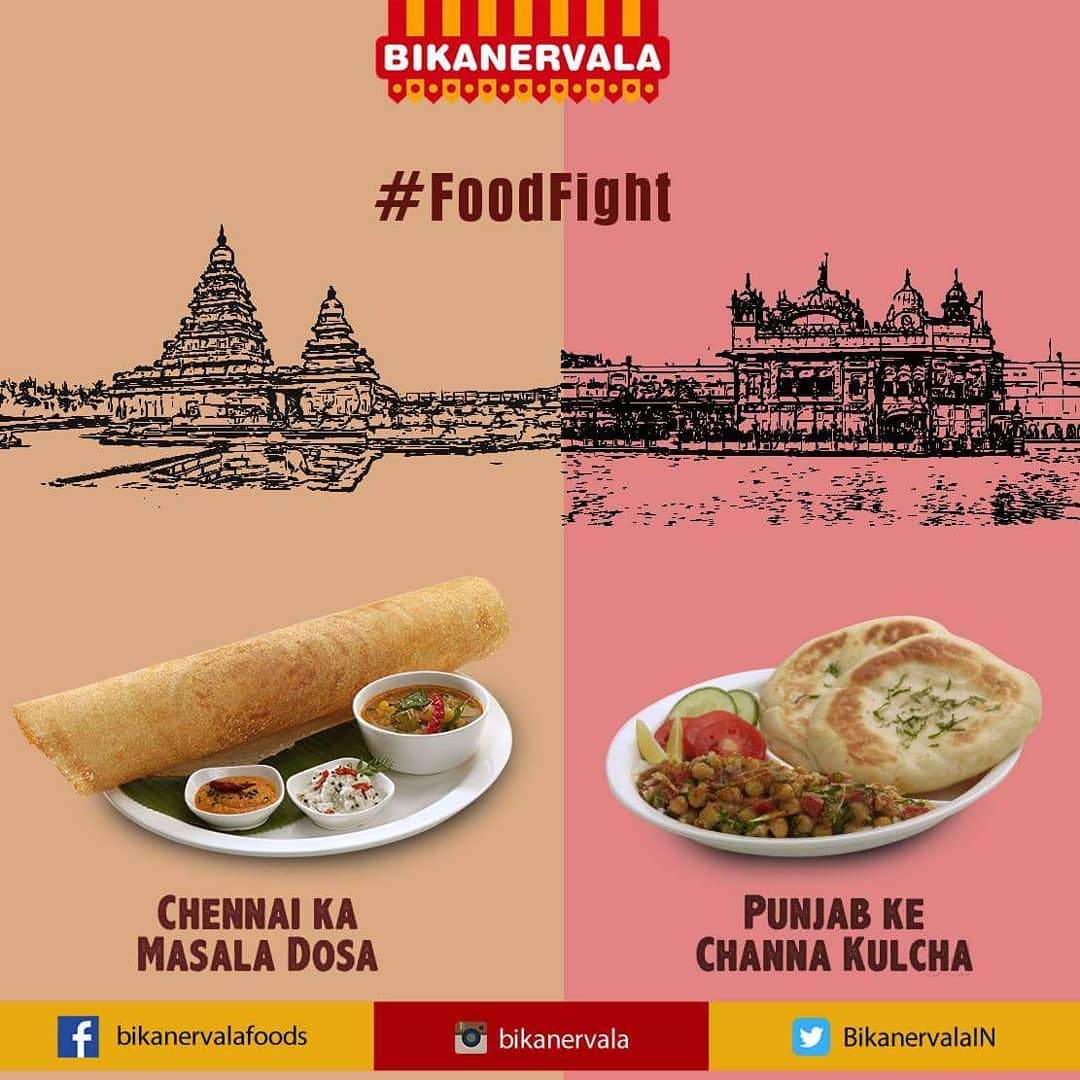 BIKANERVALA
#FoodFight
CHENNAI KA
MASALA DOSA
PUNJAB KE
CHANNA KULCHA
bikanervalafoods
bikanervala
BikanervalaIN